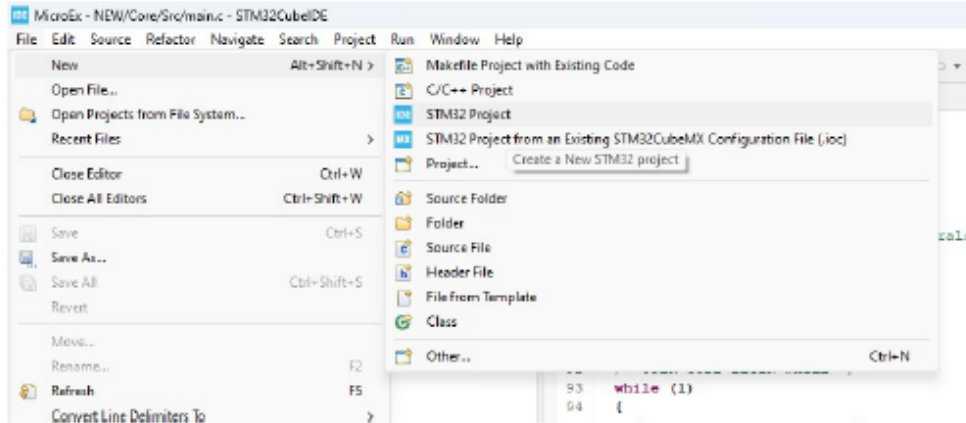 IDE MicroEx - NEW/Core/Src/main.c - STM32CubeIDE
File Edit Source Refactor Navigate Search Project Run Window Help
New Alt+Shift+N >
Open File...
Open Projects from File System...
Recent Files >
Close Editor Ctrl+W
Close All Editors Ctrl+Shift+W
Save Ctrl+S
Save As...
Save All Ctrl+Shift+S
Revert
Move...
Rename... F2
Refresh F5
Convert Line Delimiters To >
Makefile Project with Existing Code
C/C++ Project
IDE STM32 Project
MX STM32 Project from an Existing STM32CubeMX Configuration File (.ioc)
Project...
Create a New STM32 project
Source Folder
Folder
Source File
Header File
File from Template
Class
Other... Ctrl+N
93 while (1)
94 {